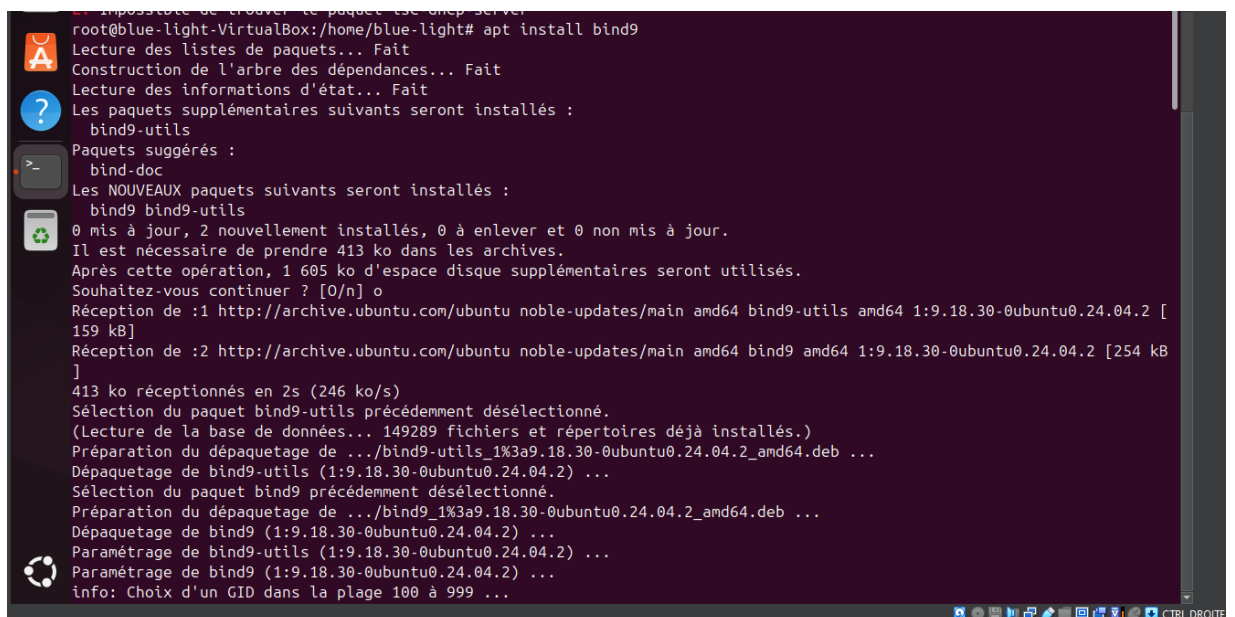 E: Impossible de trouver le paquet isc-dhcp-server
root@blue-light-VirtualBox:/home/blue-light# apt install bind9
Lecture des listes de paquets... Fait
Construction de l'arbre des dépendances... Fait
Lecture des informations d'état... Fait
Les paquets supplémentaires suivants seront installés :
  bind9-utils
Paquets suggérés :
  bind-doc
Les NOUVEAUX paquets suivants seront installés :
  bind9 bind9-utils
0 mis à jour, 2 nouvellement installés, 0 à enlever et 0 non mis à jour.
Il est nécessaire de prendre 413 ko dans les archives.
Après cette opération, 1 605 ko d'espace disque supplémentaires seront utilisés.
Souhaitez-vous continuer ? [O/n] o
Réception de :1 http://archive.ubuntu.com/ubuntu noble-updates/main amd64 bind9-utils amd64 1:9.18.30-0ubuntu0.24.04.2 [
159 kB]
Réception de :2 http://archive.ubuntu.com/ubuntu noble-updates/main amd64 bind9 amd64 1:9.18.30-0ubuntu0.24.04.2 [254 kB
]
413 ko réceptionnés en 2s (246 ko/s)
Sélection du paquet bind9-utils précédemment désélectionné.
(Lecture de la base de données... 149289 fichiers et répertoires déjà installés.)
Préparation du dépaquetage de .../bind9-utils_1%3a9.18.30-0ubuntu0.24.04.2_amd64.deb ...
Dépaquetage de bind9-utils (1:9.18.30-0ubuntu0.24.04.2) ...
Sélection du paquet bind9 précédemment désélectionné.
Préparation du dépaquetage de .../bind9_1%3a9.18.30-0ubuntu0.24.04.2_amd64.deb ...
Dépaquetage de bind9 (1:9.18.30-0ubuntu0.24.04.2) ...
Paramétrage de bind9-utils (1:9.18.30-0ubuntu0.24.04.2) ...
Paramétrage de bind9 (1:9.18.30-0ubuntu0.24.04.2) ...
info: Choix d'un GID dans la plage 100 à 999 ...
CTRL DROITE